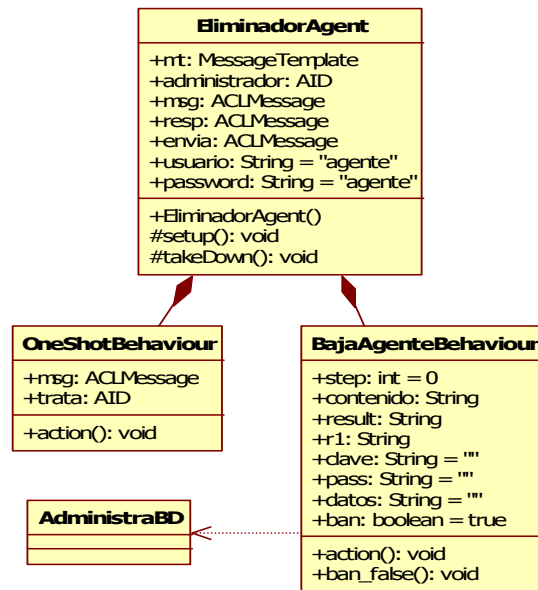 EliminadorAgent
+mt: MessageTemplate
+administrador: AID
+msg: ACLMessage
+resp: ACLMessage
+envia: ACLMessage
+usuario: String = "agente"
+password: String = "agente"
+EliminadorAgent()
#setup(): void
#takeDown(): void
OneShotBehaviour
+msg: ACLMessage
+trata: AID
+action(): void
BajaAgenteBehaviour
+step: int = 0
+contenido: String
+result: String
+r1: String
+clave: String = ""
+pass: String = ""
+datos: String = ""
+ban: boolean = true
+action(): void
+ban_false(): void
AdministraBD